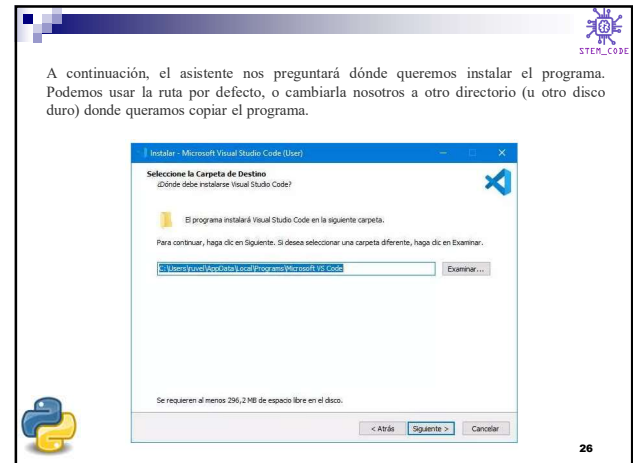 STEM_CODE
A continuación, el asistente nos preguntará dónde queremos instalar el programa.
Podemos usar la ruta por defecto, o cambiarla nosotros a otro directorio (u otro disco
duro) donde queramos copiar el programa.
Instalar - Microsoft Visual Studio Code (User)
Seleccione la Carpeta de Destino
¿Dónde debe instalarse Visual Studio Code?
El programa instalará Visual Studio Code en la siguiente carpeta.
Para continuar, haga clic en Siguiente. Si desea seleccionar una carpeta diferente, haga clic en Examinar.
C:\Users\ruvel\AppData\Local\Programs\Microsoft VS Code
Examinar...
Se requieren al menos 296,2 MB de espacio libre en el disco.
< Atrás
Siguiente >
Cancelar
26